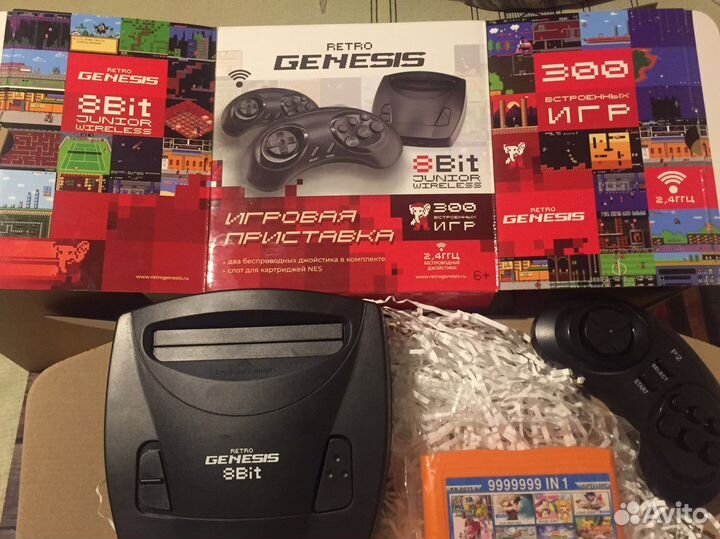 RETRO
GENESIS
8Bit
JUNIOR
WIRELESS
www.retrogenesis.ru
RETRO
GENESIS
8Bit
JUNIOR
WIRELESS
ИГРОВАЯ
ПРИСТАВКА
300
ВСТРОЕННЫХ
ИГР
• два беспроводных джойстика в комплекте
• слот для картриджей NES
2,4ГГЦ
БЕСПРОВОДНЫЕ
ДЖОЙСТИКИ
www.retrogenesis.ru
6+
300
ВСТРОЕННЫХ
ИГР
RETRO
GENESIS
2,4ГГЦ
RETRO
GENESIS
8Bit
P-2
SELECT
START
9999999 IN 1
Avito